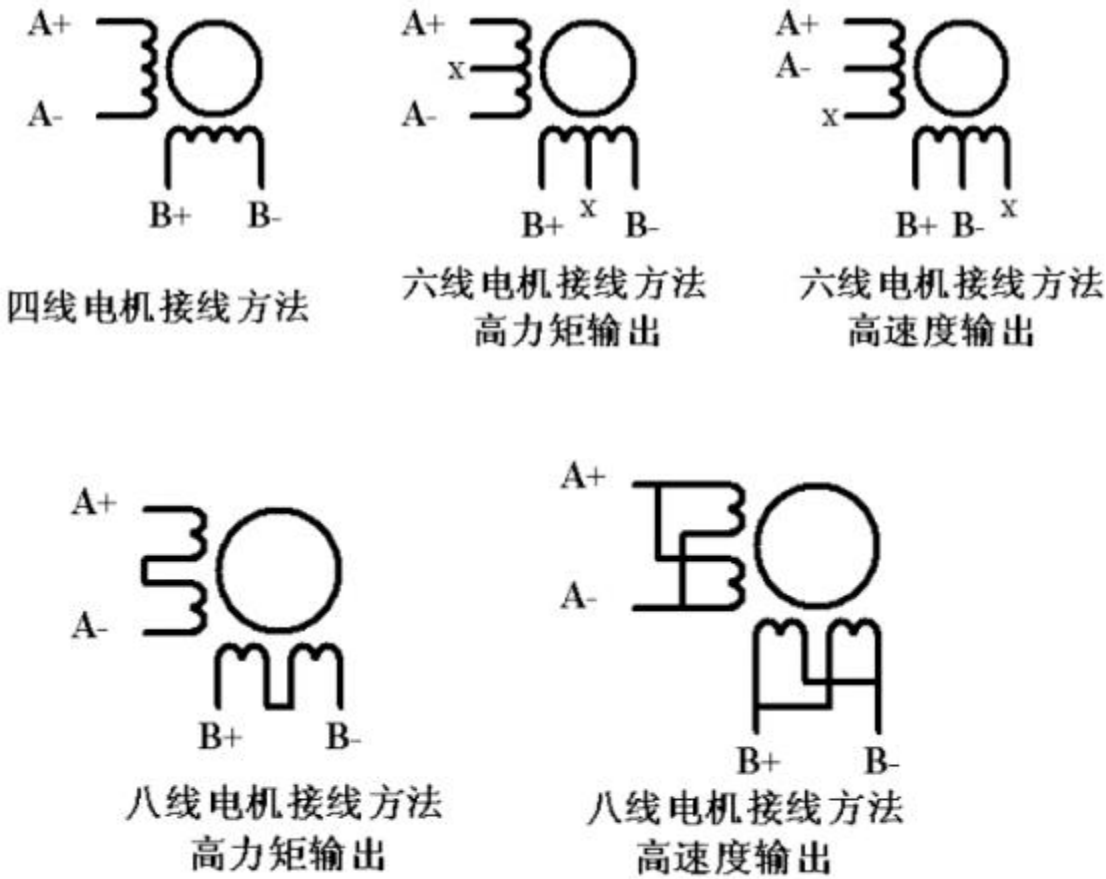 A+
A-
B+ B-
四线电机接线方法
A+
x
A-
B+ x B-
六线电机接线方法
高力矩输出
A+
A-
x
B+ B- x
六线电机接线方法
高速度输出
A+
A-
B+ B-
八线电机接线方法
高力矩输出
A+
A-
B+ B-
八线电机接线方法
高速度输出